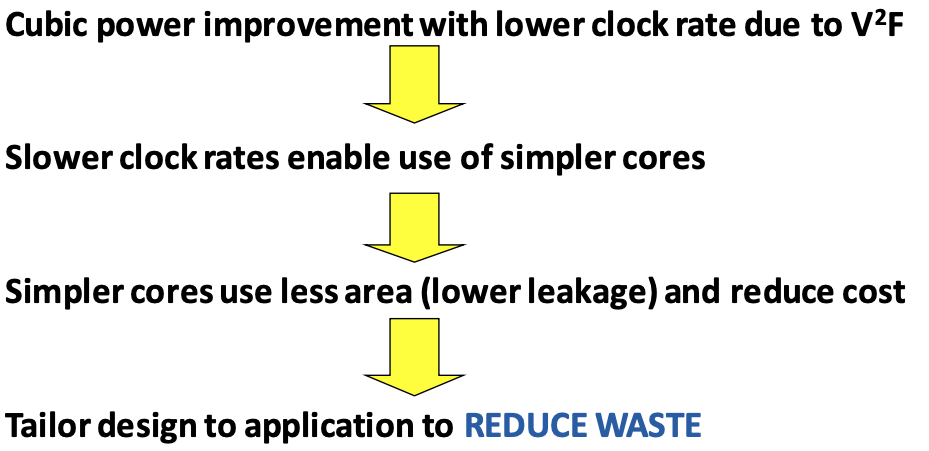 Cubic power improvement with lower clock rate due to V²F
Slower clock rates enable use of simpler cores
Simpler cores use less area (lower leakage) and reduce cost
Tailor design to application to REDUCE WASTE